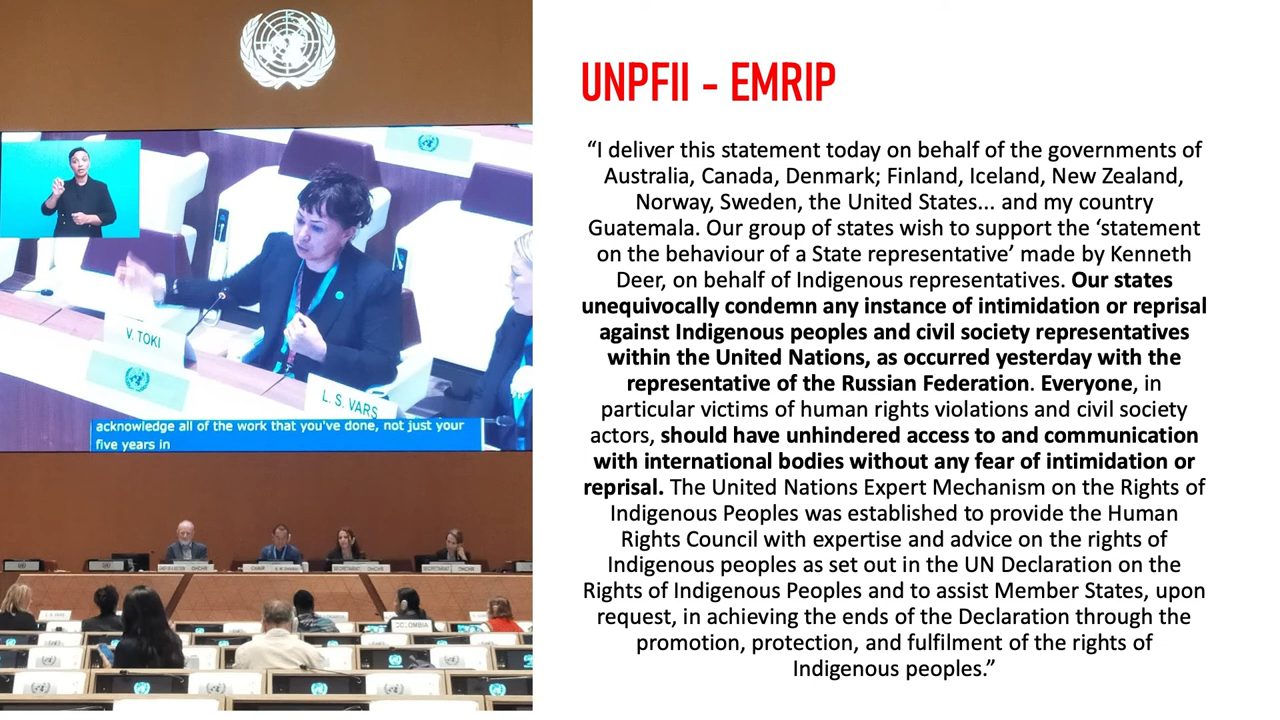 V. TOKI
L. S. VARS
acknowledge all of the work that you've done, not just your
five years in
OHCHR
CHAIR
SECRETARIAT OHCHR
SECRETARIAT OHCHR
COLOMBIA
UNPFII - EMRIP
“I deliver this statement today on behalf of the governments of
Australia, Canada, Denmark; Finland, Iceland, New Zealand,
Norway, Sweden, the United States... and my country
Guatemala. Our group of states wish to support the ‘statement
on the behaviour of a State representative’ made by Kenneth
Deer, on behalf of Indigenous representatives. Our states
unequivocally condemn any instance of intimidation or reprisal
against Indigenous peoples and civil society representatives
within the United Nations, as occurred yesterday with the
representative of the Russian Federation. Everyone, in
particular victims of human rights violations and civil society
actors, should have unhindered access to and communication
with international bodies without any fear of intimidation or
reprisal. The United Nations Expert Mechanism on the Rights of
Indigenous Peoples was established to provide the Human
Rights Council with expertise and advice on the rights of
Indigenous peoples as set out in the UN Declaration on the
Rights of Indigenous Peoples and to assist Member States, upon
request, in achieving the ends of the Declaration through the
promotion, protection, and fulfilment of the rights of
Indigenous peoples.”